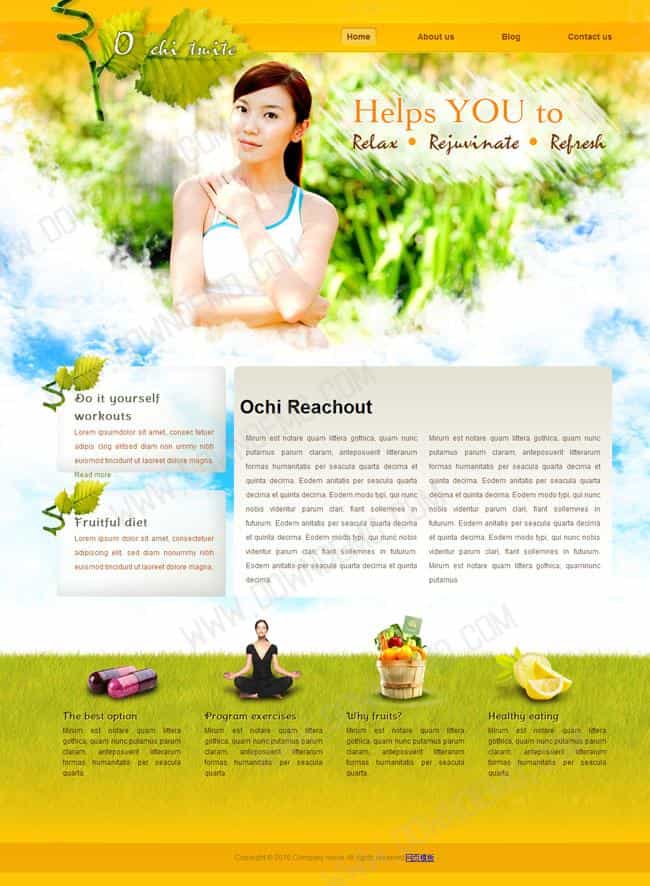 Ochi tmite
Home
About us
Blog
Contact us
Helps YOU to
Relax • Rejuvinate • Refresh
Do it yourself
workouts
Loremipsumdolor sit amet, consec fatuer
adipiscing elitsed diam non ummy nibh
euismod tincidunt ut laoreet dolore magna.
Read more
Fruitful diet
Lorem ipsum dolor sit amet, consectetuer
adipiscing elit, sed diam nonummy nibh
euismod tincidunt ut laoreet dolore magna.
Ochi Reachout
Mirum est notare quam littera gothica, quam nunc
putamus parum claram, anteposuerit litterarum
formas humanitatis per seacula quarta decima et
quinta decima. Eodem anitatis per seacula quarta
decima et quinta decima. Eodem modo typi, qui nunc
nobis videntur parum clari, fiant sollemnes in
futurum. Eodem anitatis per seacula quarta decima
et quinta decima. Eodem modo typi, qui nunc nobis
videntur parum clari, fiant sollemnes in futurum.
Eodem anitatis per seacula quarta decima et quinta
decima.
Mirum est notare quam littera gothica, quam nunc
putamus parum claram, anteposuerit litterarum
formas humanitatis per seacula quarta decima et
quinta decima. Eodem anitatis per seacula quarta
decima et quinta decima. Eodem modo typi, qui nunc
nobis videntur parum clari, fiant sollemnes in
futurum. Eodem anitatis per seacula quarta decima
et quinta decima. Eodem modo typi, qui nunc nobis
videntur parum clari, fiant sollemnes in futurum.
Mirum est notare quam littera gothica, quamnunc
putamus
The best option
Mirum est notare quam littera
gothica, quam nunc putamus parum
claram, anteposuerit litterarum
formas humanitatis per seacula
quarta.
Program exercises
Mirum est notare quam littera
gothica, quam nunc putamus parum
claram, anteposuerit litterarum
formas humanitatis per seacula
quarta.
Why fruits?
Mirum est notare quam littera
gothica, quam nunc putamus parum
claram, anteposuerit litterarum
formas humanitatis per seacula
quarta.
Healthy eating
Mirum est notare quam littera
gothica, quam nunc putamus parum
claram, anteposuerit litterarum
formas humanitatis per seacula
quarta.
Copyright © 2010.Company name All rights reserved.网页模板
WWW.DOWNDEMO.COM